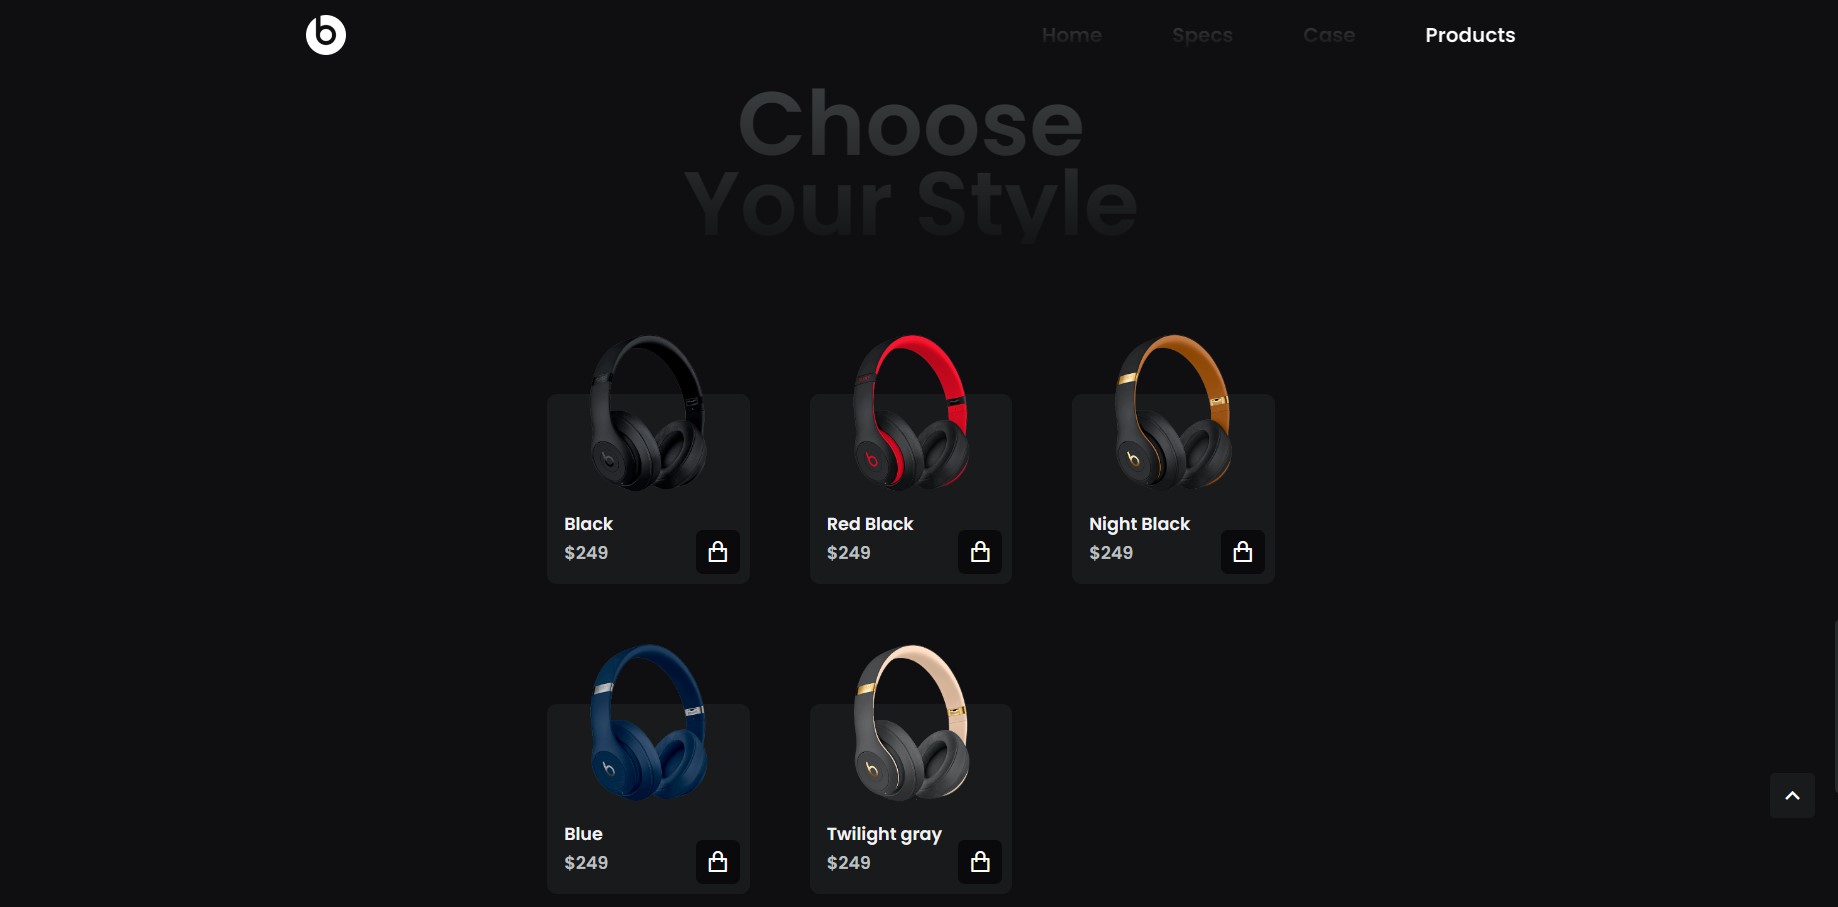 Home Specs Case Products
Choose
Your Style
Black
$249
Red Black
$249
Night Black
$249
Blue
$249
Twilight gray
$249